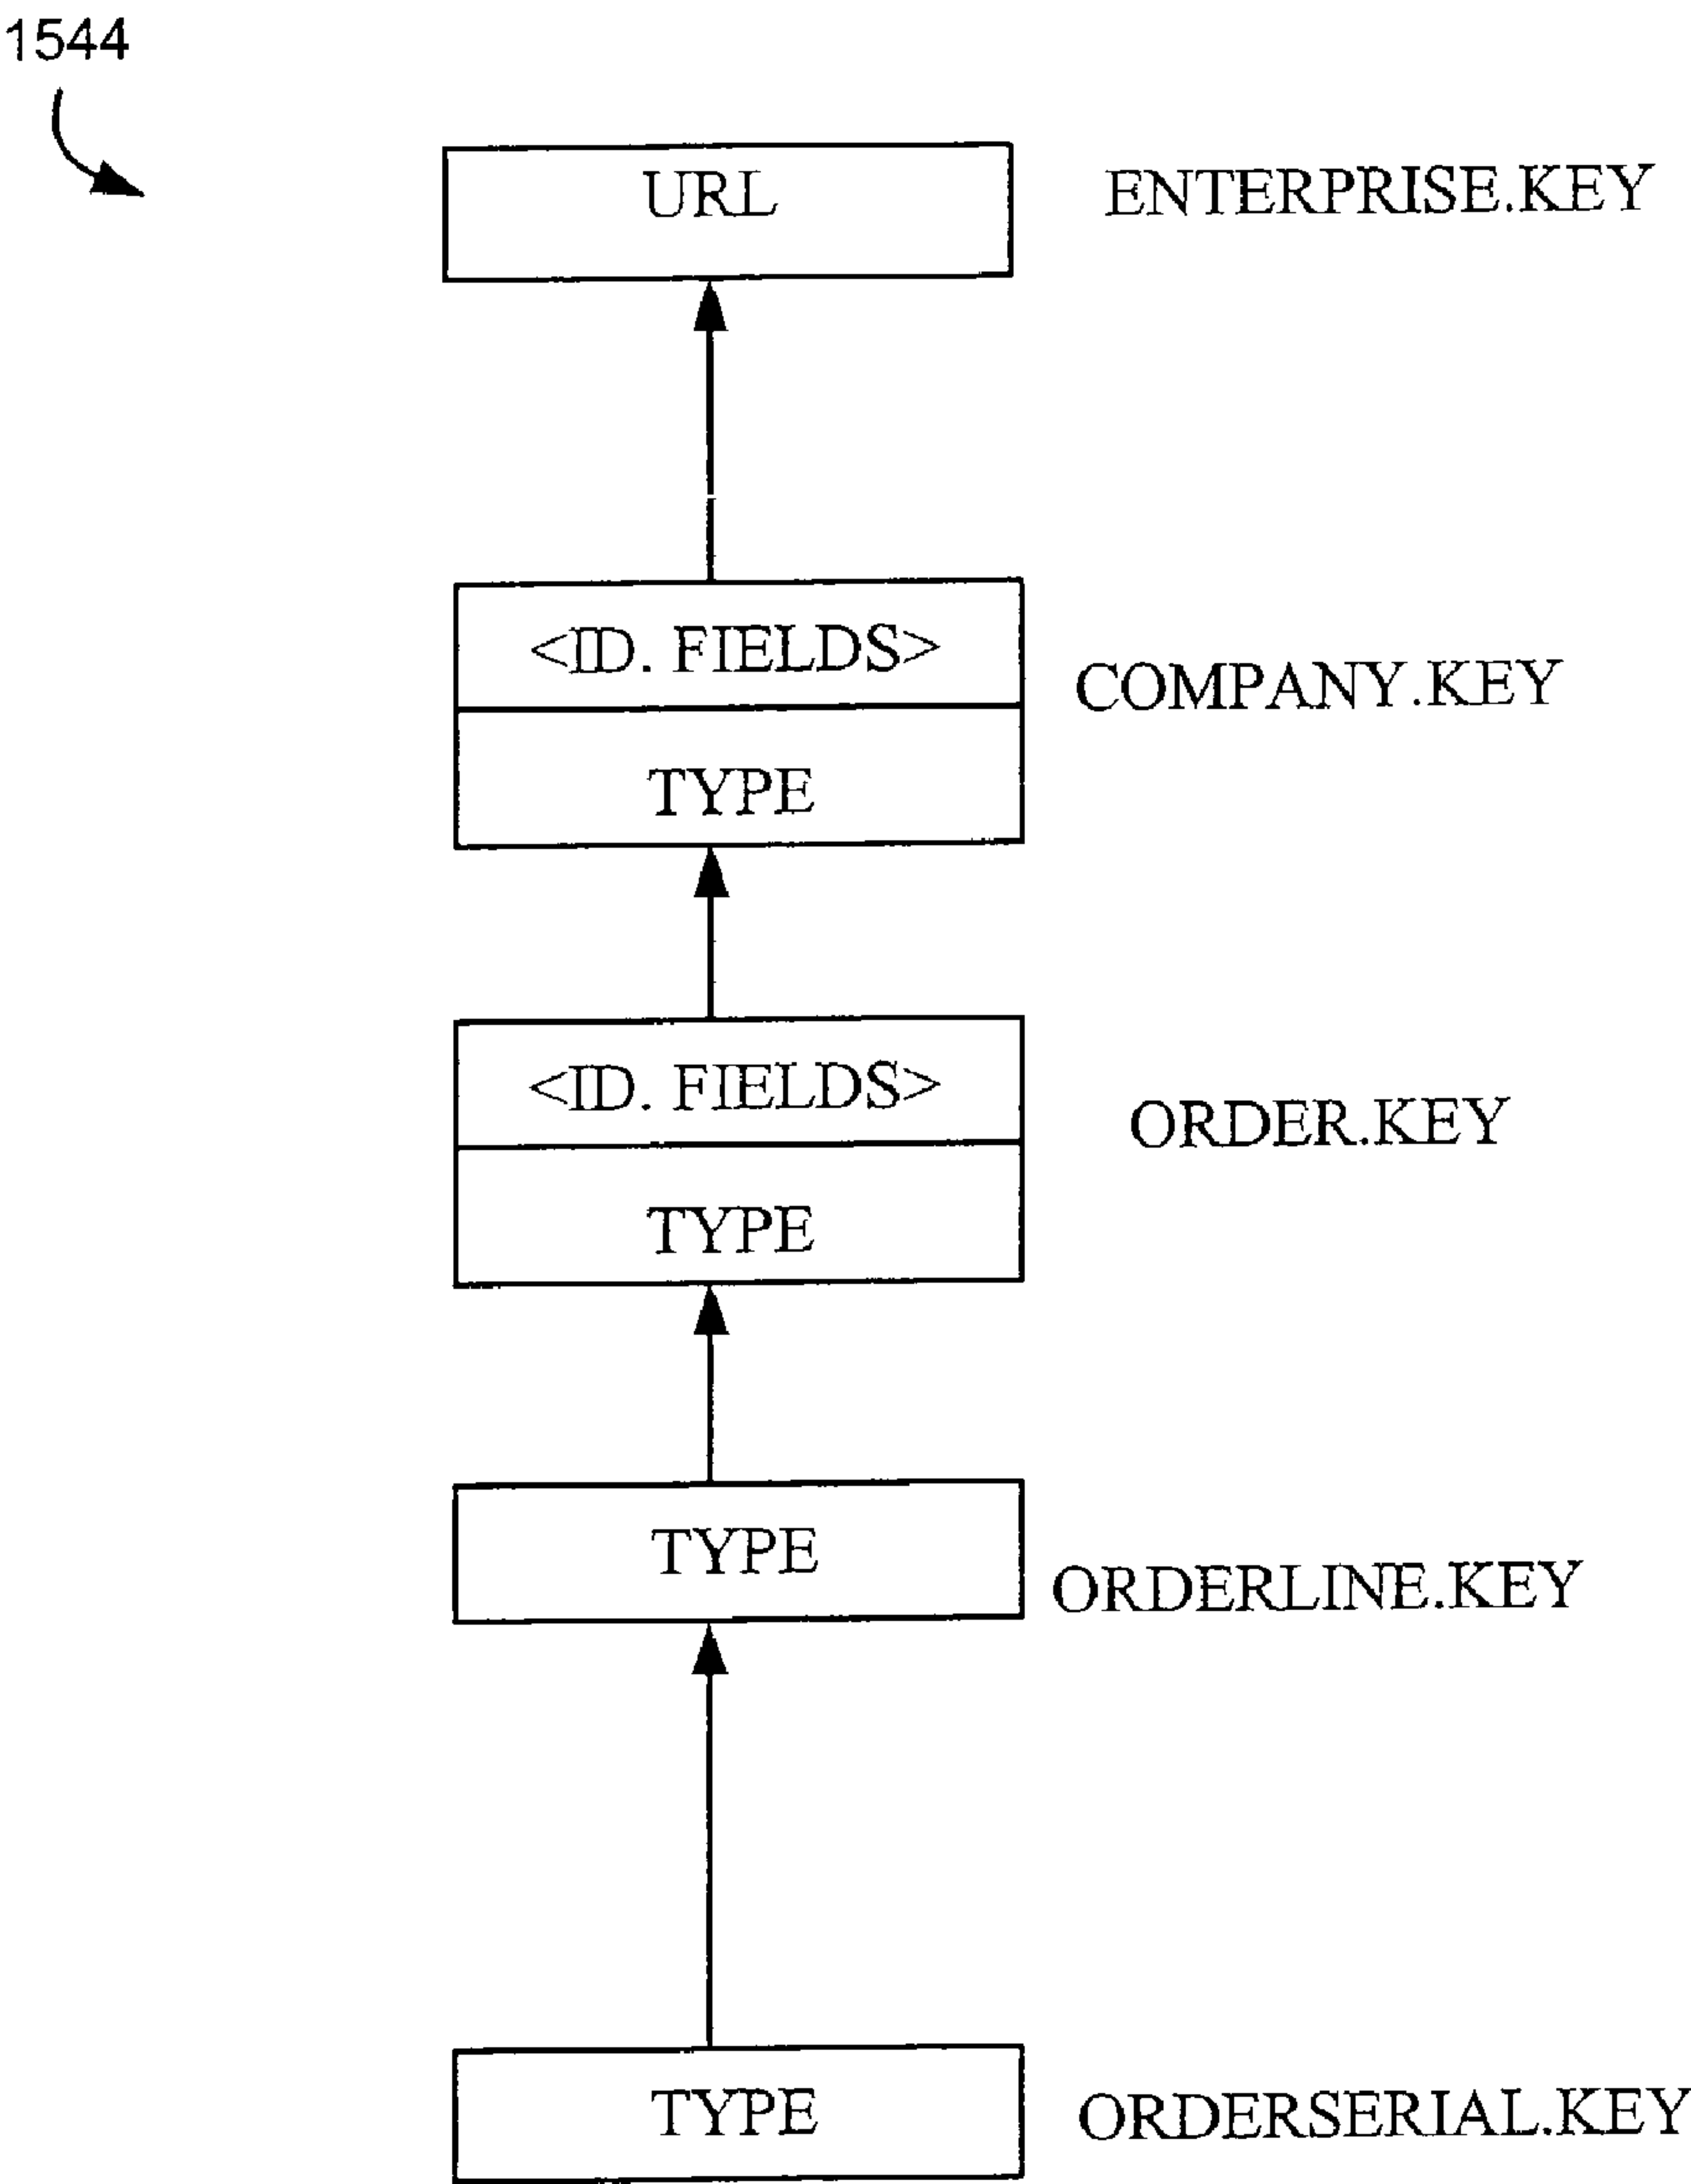 1544
URL
ENTERPRISE.KEY
<ID. FIELDS>
COMPANY.KEY
TYPE
<ID. FIELDS>
ORDER.KEY
TYPE
TYPE
ORDERLINE.KEY
TYPE
ORDERSERIAL.KEY